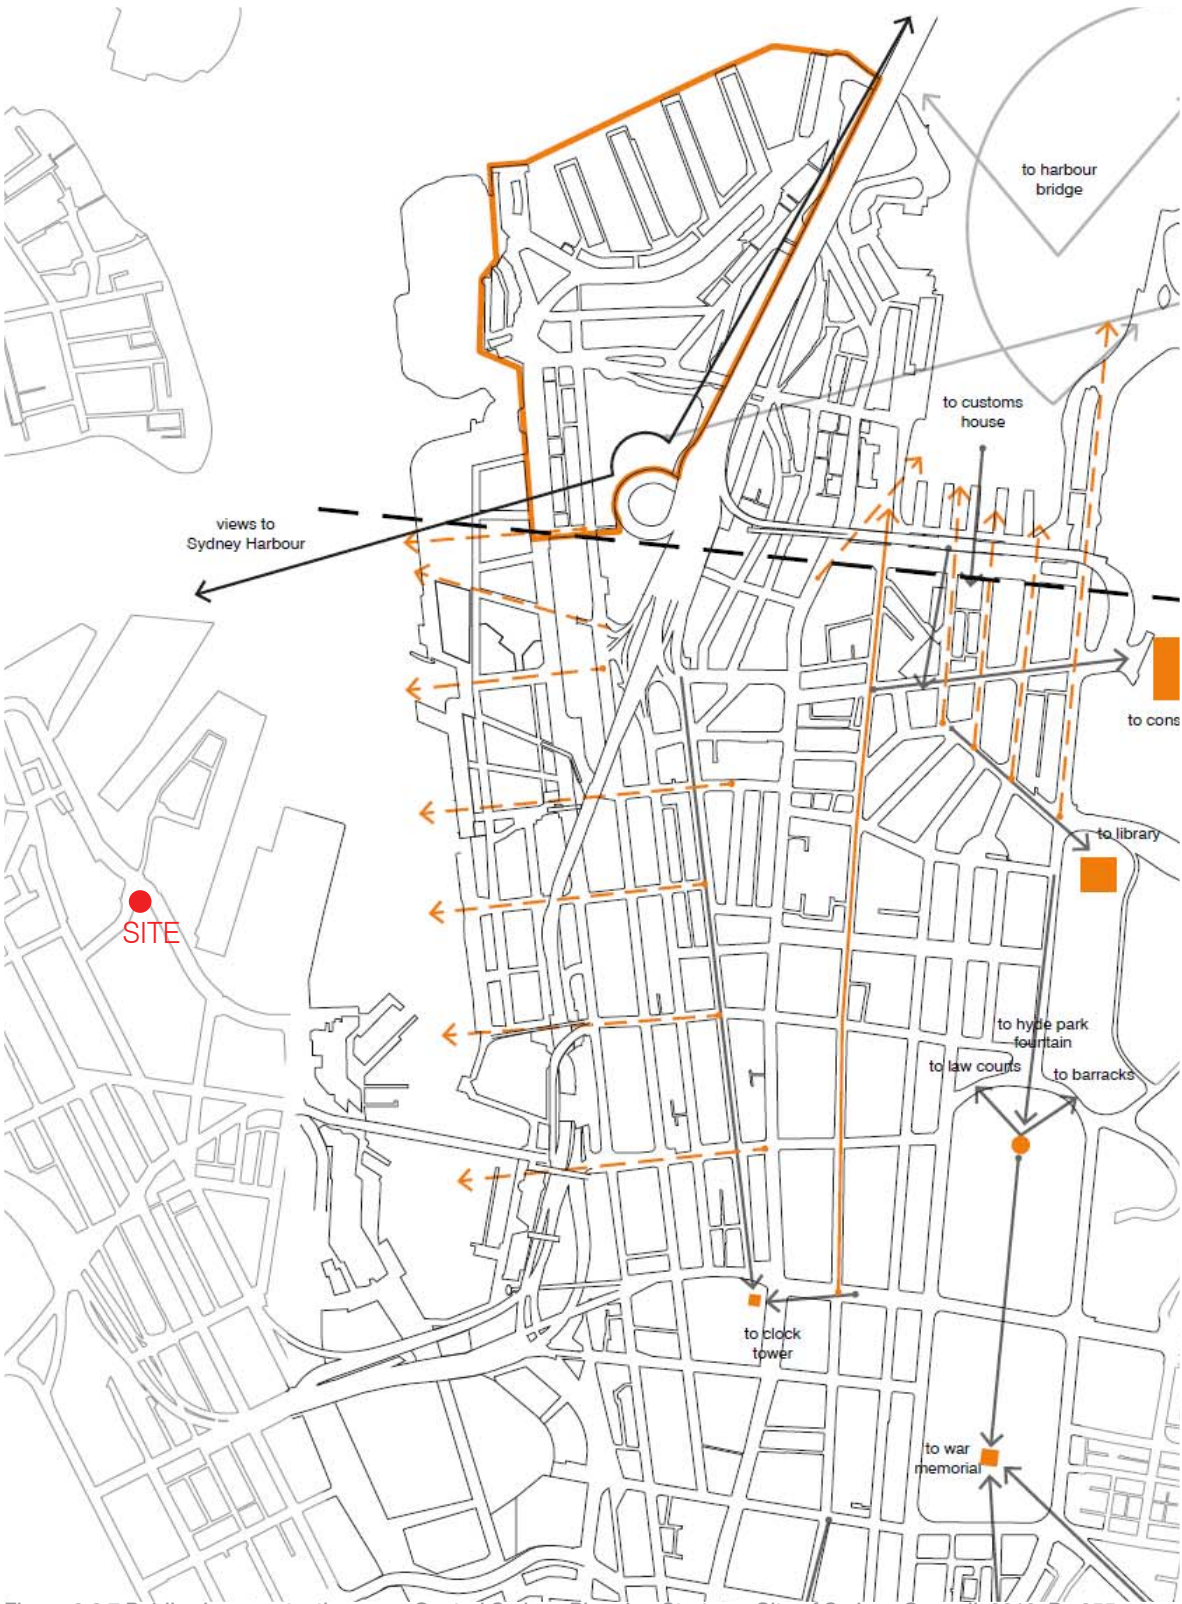 to harbour
bridge
to customs
house
views to
Sydney Harbour
to cons
to library
SITE
to hyde park
fountain
to law courts
to barracks
to clock
tower
to war
memorial